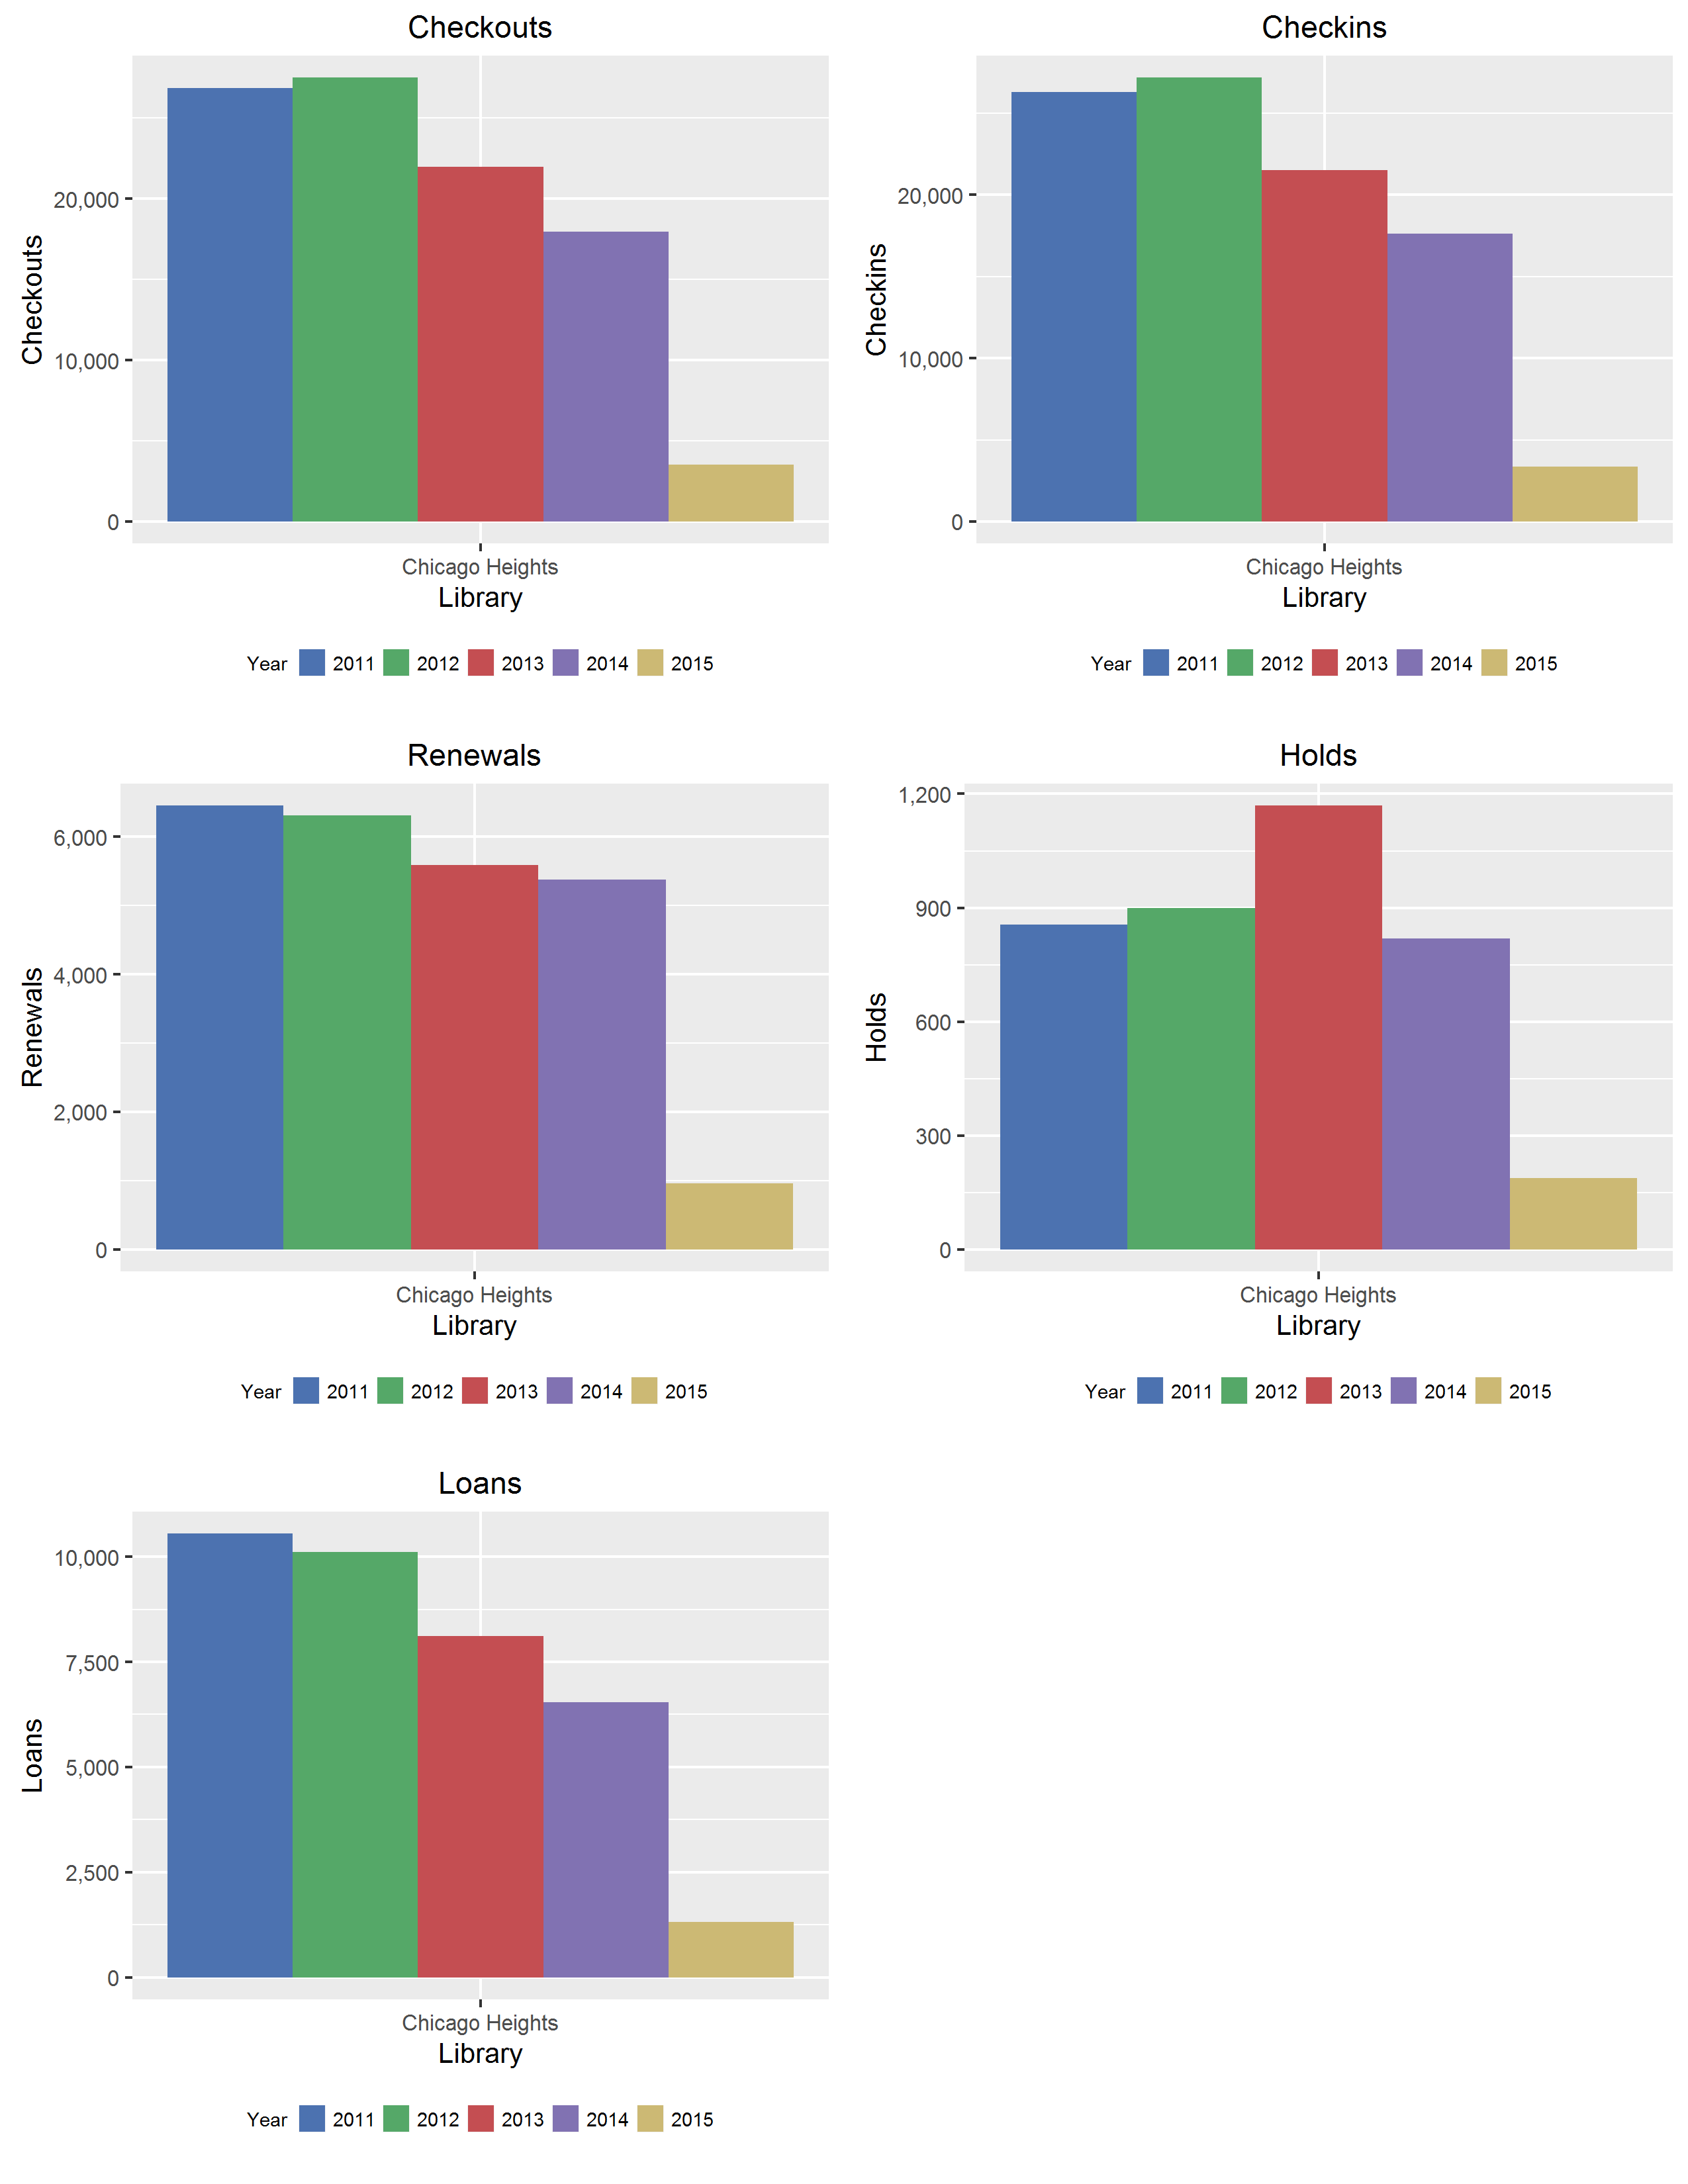 Checkouts
Checkouts
20,000
10,000
0
Chicago Heights
Library
Year 2011 2012 2013 2014 2015
Checkins
Checkins
20,000
10,000
0
Chicago Heights
Library
Year 2011 2012 2013 2014 2015
Renewals
Renewals
6,000
4,000
2,000
0
Chicago Heights
Library
Year 2011 2012 2013 2014 2015
Holds
Holds
1,200
900
600
300
0
Chicago Heights
Library
Year 2011 2012 2013 2014 2015
Loans
Loans
10,000
7,500
5,000
2,500
0
Chicago Heights
Library
Year 2011 2012 2013 2014 2015